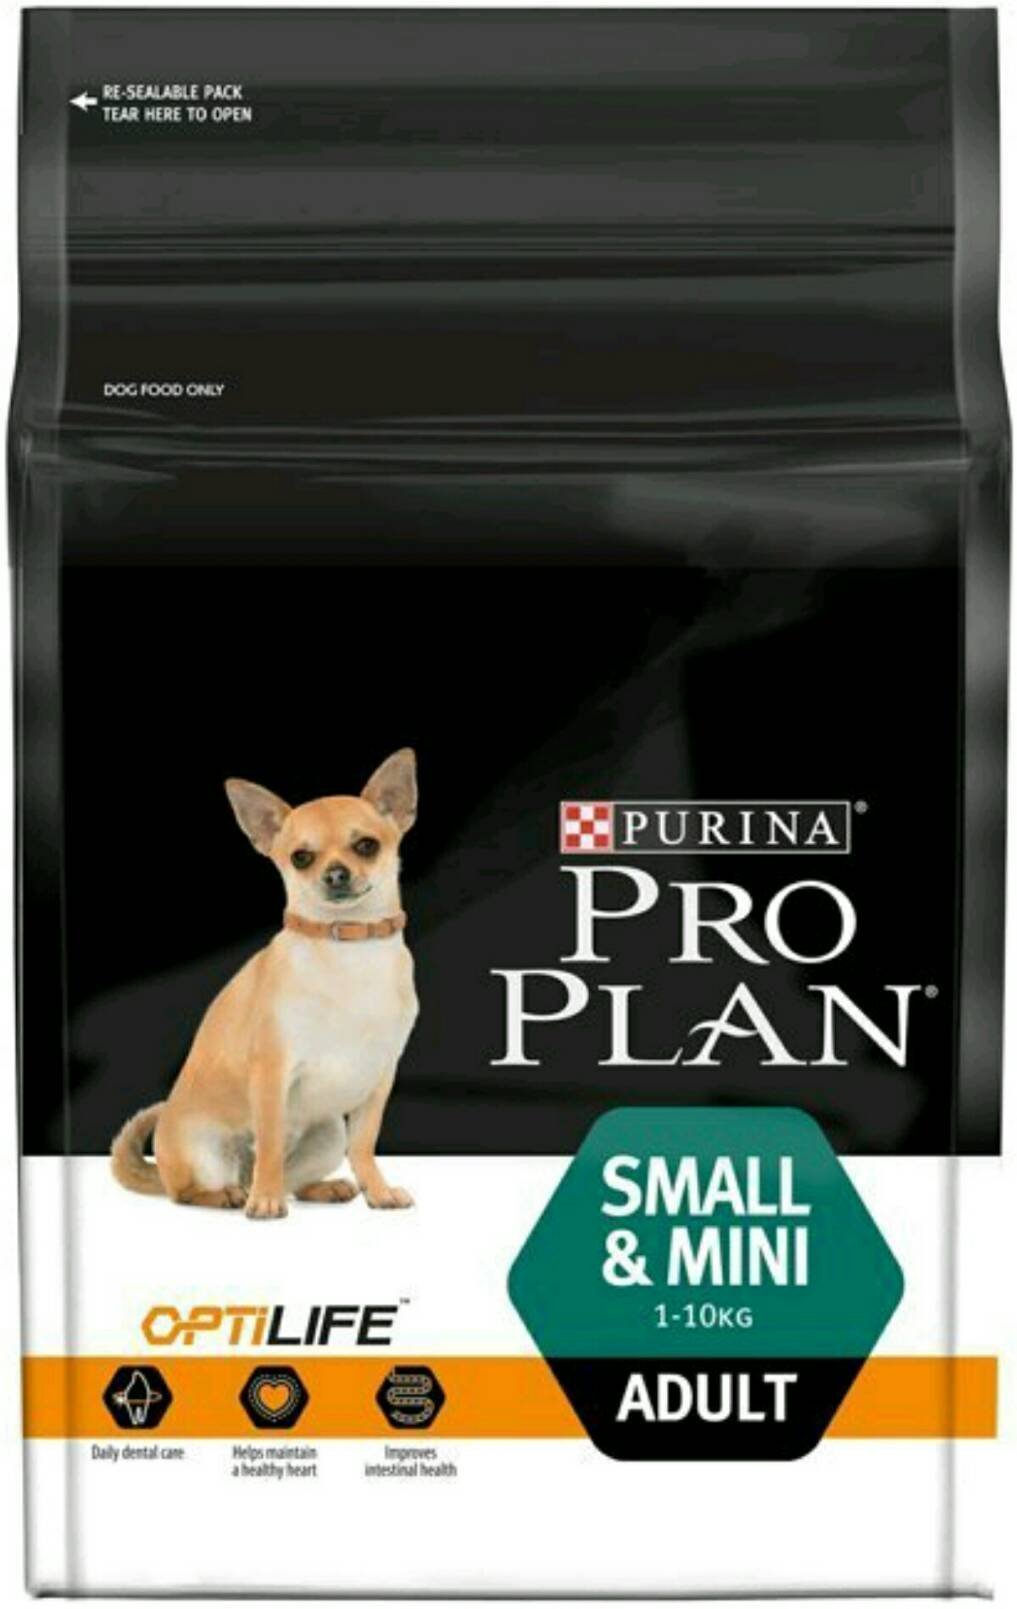 RE-SEALABLE PACK
TEAR HERE TO OPEN
DOG FOOD ONLY
PURINA®
PRO
PLAN®
SMALL
& MINI
1-10KG
ADULT
OPTiLIFE™
Daily dental care
Helps maintain
a healthy heart
Improves
intestinal health